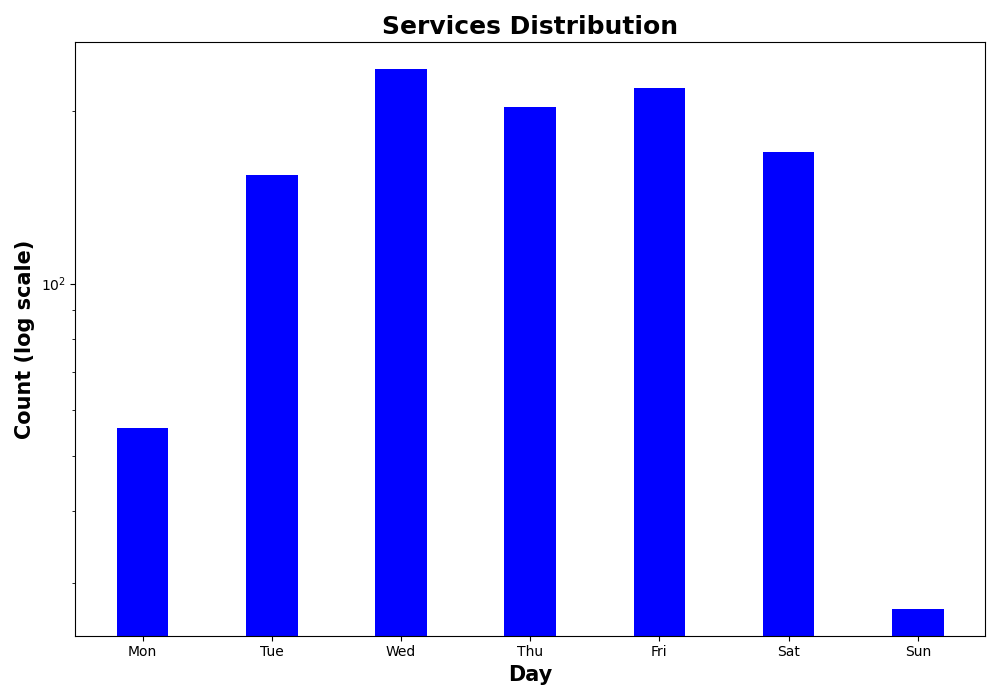 Services Distribution
Count (log scale)
10²
Mon Tue Wed Thu Fri Sat Sun
Day